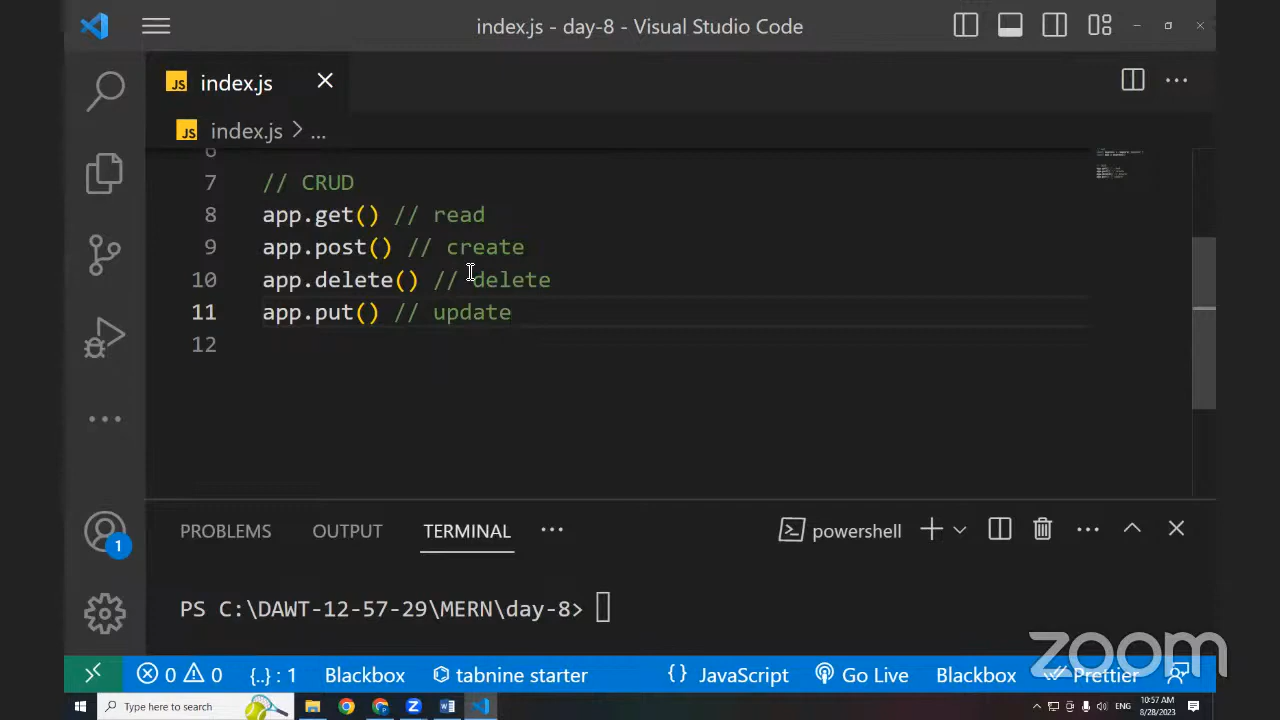 index.js - day-8 - Visual Studio Code
JS index.js
JS index.js > ...
6
7 // CRUD
8 app.get() // read
9 app.post() // create
10 app.delete() // delete
11 app.put() // update
12
PROBLEMS OUTPUT TERMINAL ... powershell
PS C:\DAWT-12-57-29\MERN\day-8>
zoom
1
0 0 {..} : 1 Blackbox tabnine starter {} JavaScript Go Live Blackbox Prettier
Type here to search ENG 10:57 AM
8/28/2023